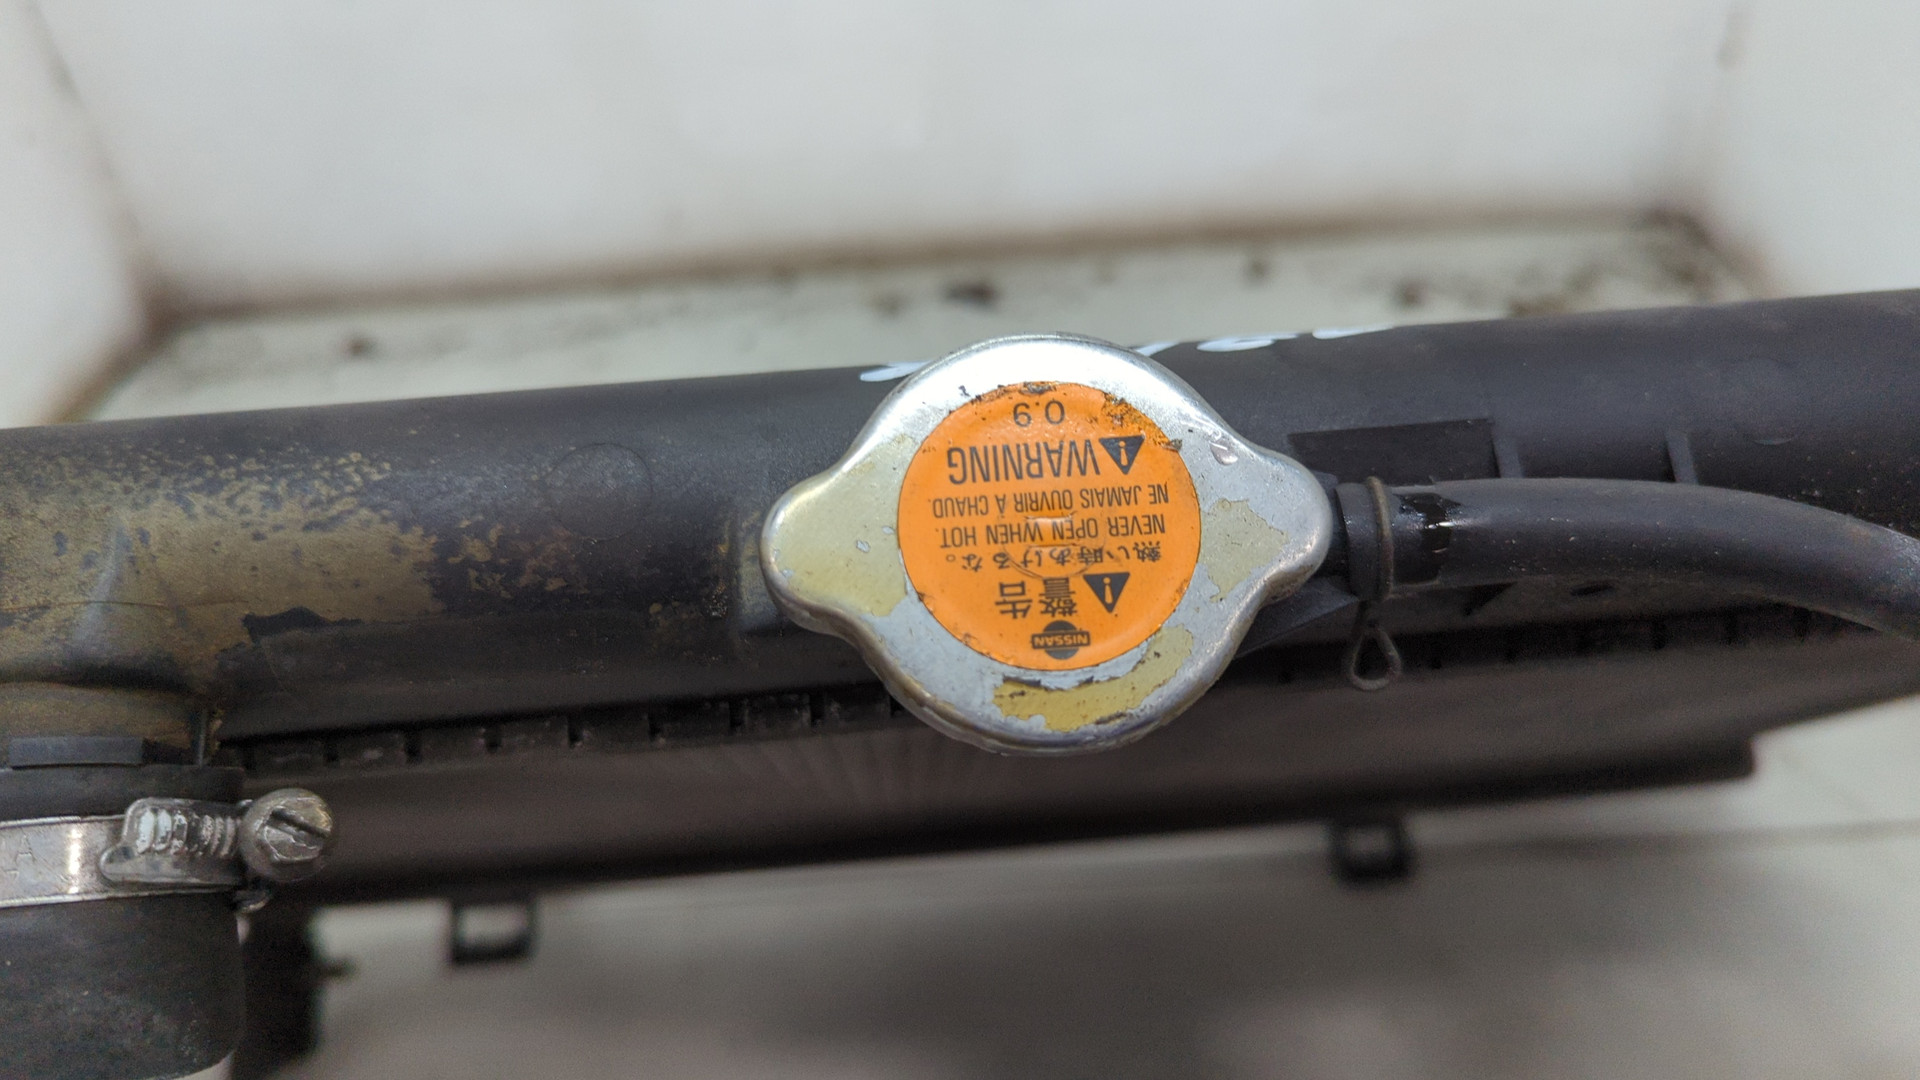 NISSAN
警告
熱い時あけるな。
NEVER OPEN WHEN HOT.
NE JAMAIS OUVRIR À CHAUD.
WARNING
0.9